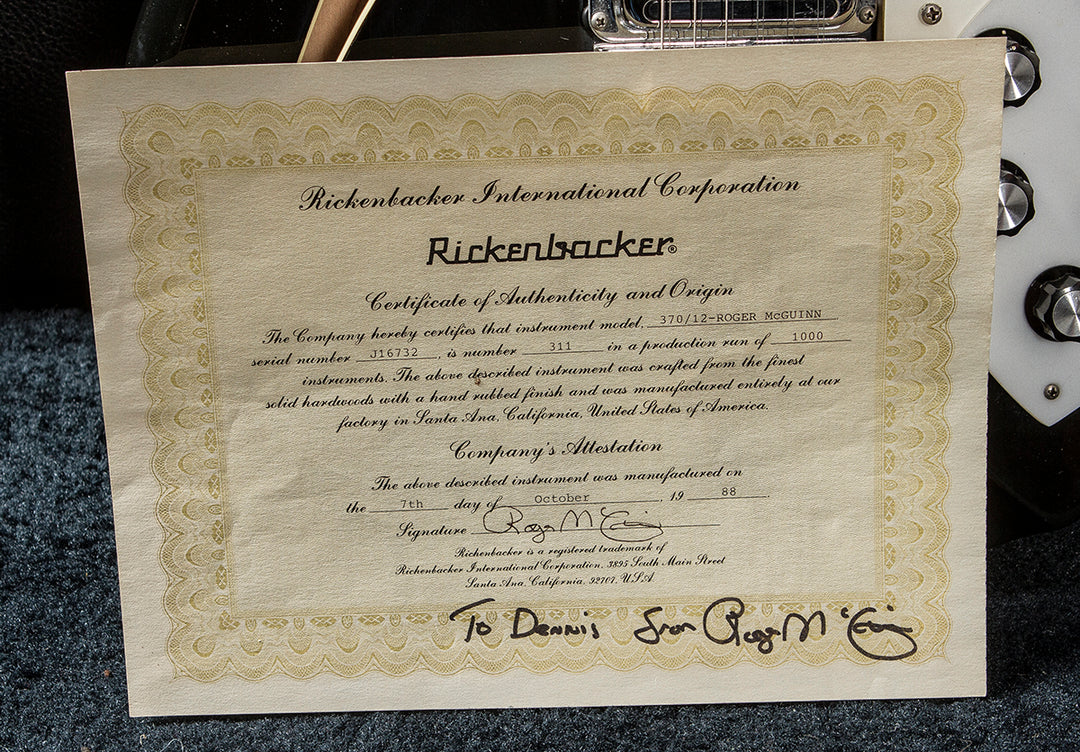 Rickenbacker International Corporation
Rickenbacker®
Certificate of Authenticity and Origin
The Company hereby certifies that instrument model, 370/12-ROGER McGUINN
serial number J16732, is number 311 in a production run of 1000
instruments. The above described instrument was crafted from the finest
solid hardwoods with a hand rubbed finish and was manufactured entirely at our
factory in Santa Ana, California, United States of America.
Company's Attestation
The above described instrument was manufactured on
the 7th day of October, 19 88.
Signature Roger McGuinn
Rickenbacker is a registered trademark of
Rickenbacker International Corporation, 3895 South Main Street
Santa Ana, California, 92707, U.S.A.
To Dennis from Roger McGuinn